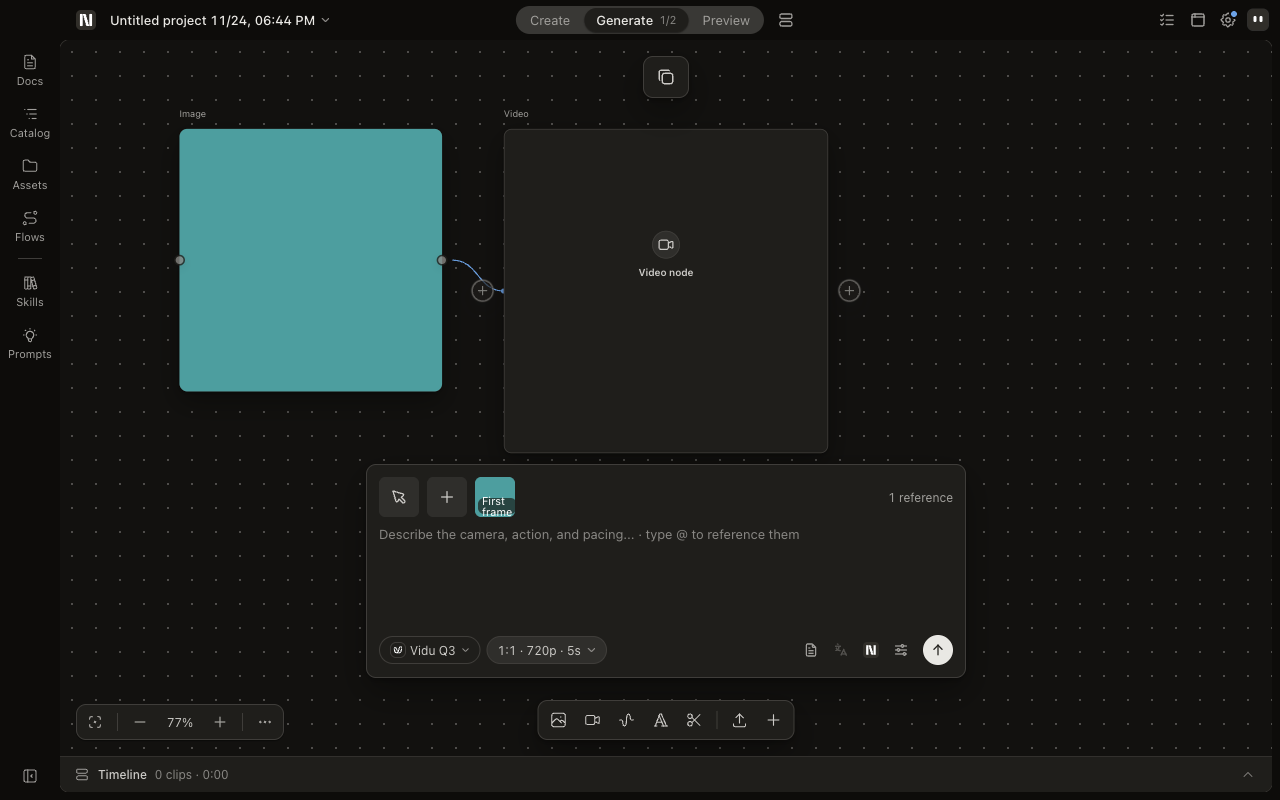 Untitled project 11/24, 06:44 PM
Create
Generate 1/2
Preview
Docs
Catalog
Assets
Flows
Skills
Prompts
Image
Video
Video node
First
frame
1 reference
Describe the camera, action, and pacing... · type @ to reference them
Vidu Q3
1:1 · 720p · 5s
77%
Timeline 0 clips · 0:00